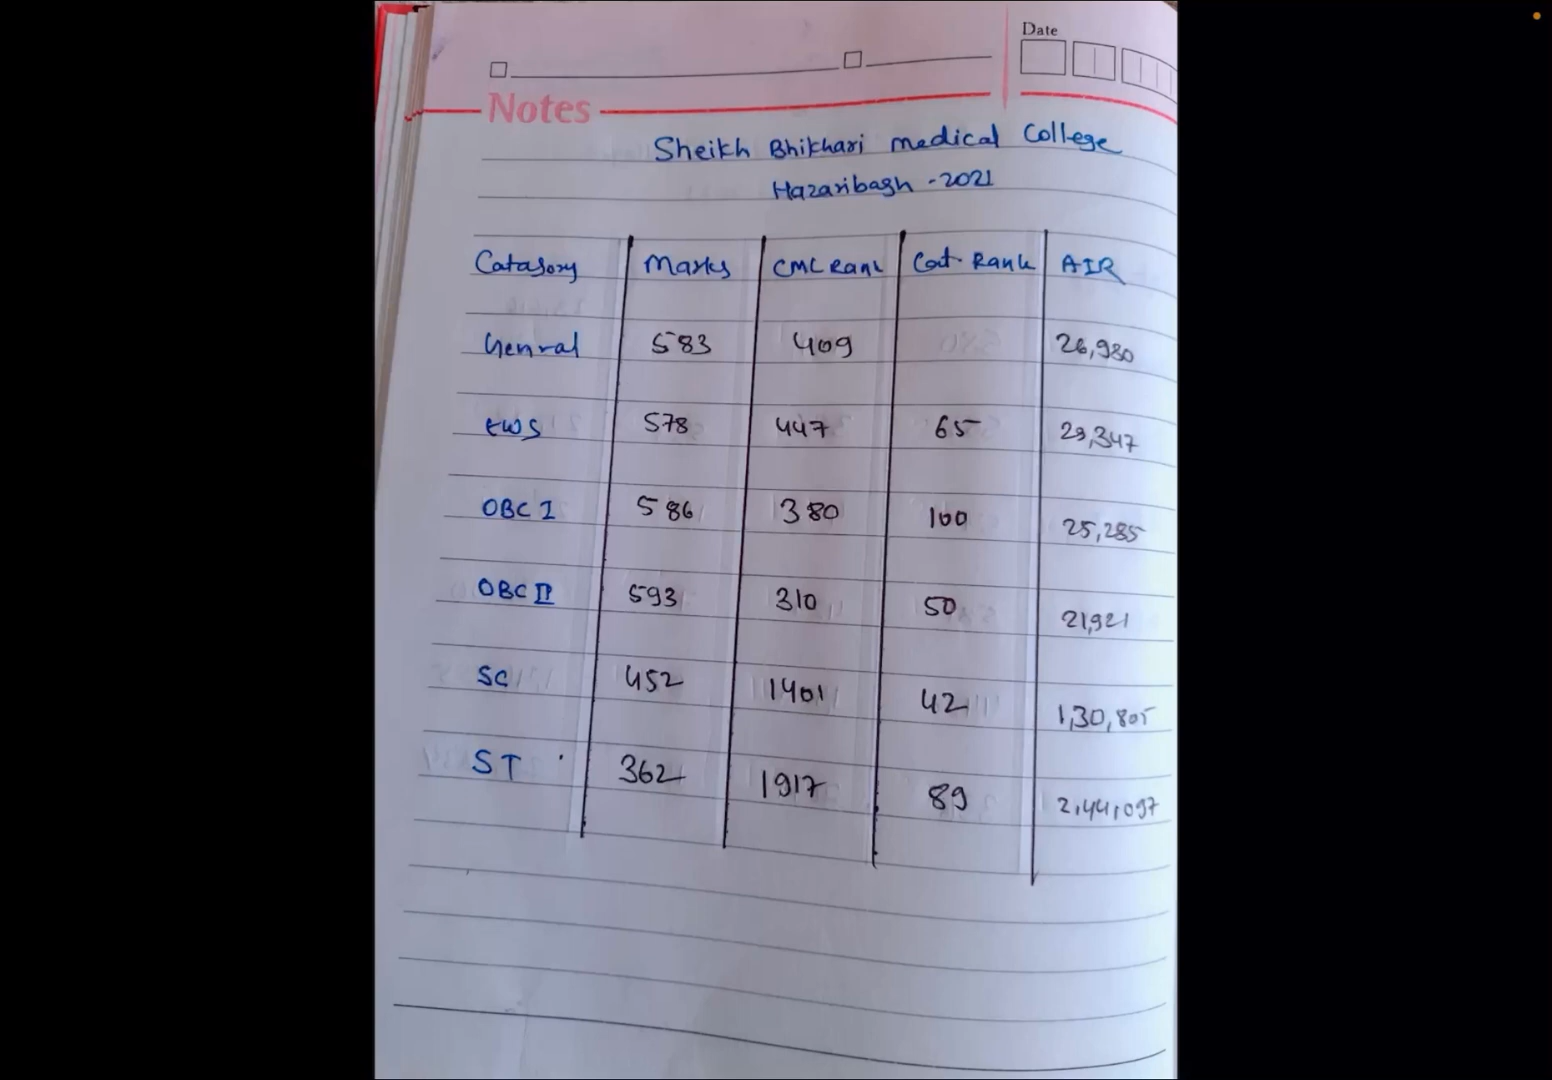 Date
Notes
Sheikh Bhikhari medical College
Hazaribagh -2021
Catagory Marks CML Rank Cat. Rank AIR
Genral 583 409 26,980
EWS 578 447 65 29,347
OBC I 586 380 100 25,285
OBC II 593 310 50 21,921
SC 452 1401 42 1,30,805
ST 362 1917 89 2,44,097